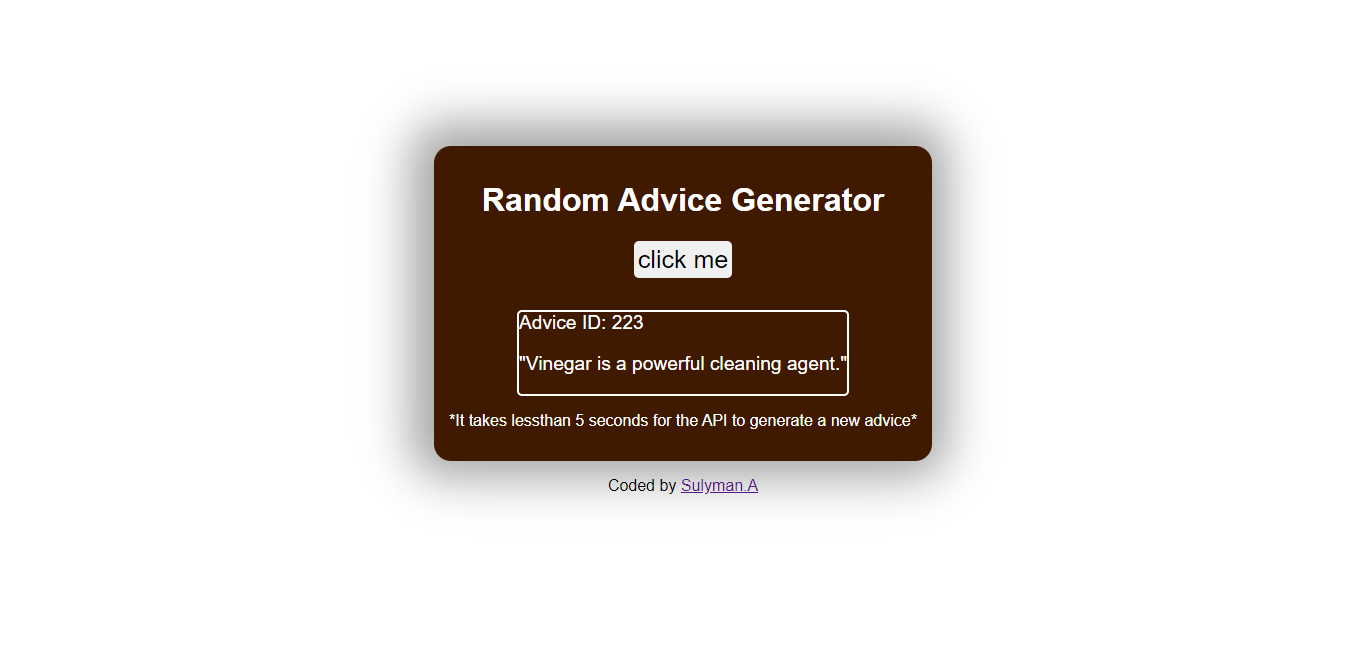 Random Advice Generator
click me
Advice ID: 223
"Vinegar is a powerful cleaning agent."
*It takes lessthan 5 seconds for the API to generate a new advice*
Coded by Sulyman.A